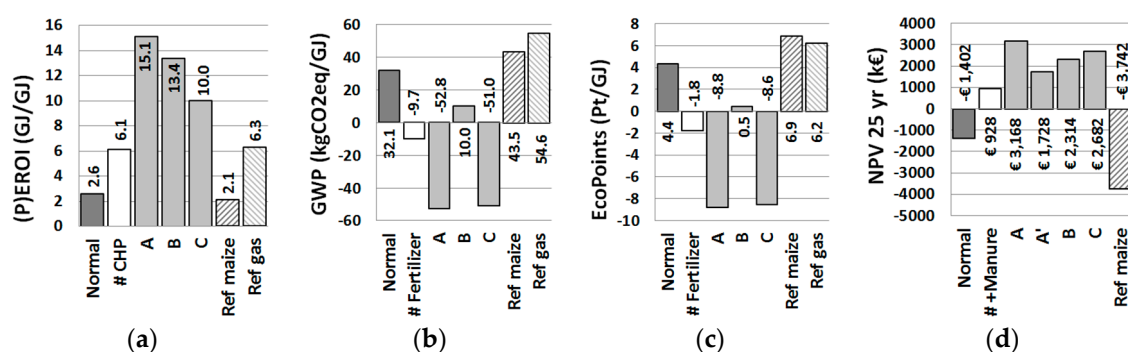 (P)EROI (GJ/GJ)
16
14
12
10
8
6
4
2
0
2.6
6.1
15.1
13.4
10.0
2.1
6.3
Normal
# CHP
A
B
C
Ref maize
Ref gas
(a)
GWP (kgCO2eq/GJ)
60
40
20
0
-20
-40
-60
32.1
-9.7
-52.8
10.0
-51.0
43.5
54.6
Normal
# Fertilizer
A
B
C
Ref maize
Ref gas
(b)
EcoPoints (Pt/GJ)
8
6
4
2
0
-2
-4
-6
-8
-10
4.4
-1.8
-8.8
0.5
-8.6
6.9
6.2
Normal
# Fertilizer
A
B
C
Ref maize
Ref gas
(c)
NPV 25 yr (k€)
4000
3000
2000
1000
0
-1000
-2000
-3000
-4000
-5000
-€ 1,402
€ 928
€ 3,168
€ 1,728
€ 2,314
€ 2,682
-€ 3.742
Normal
# +Manure
A
A'
B
C
Ref maize
(d)